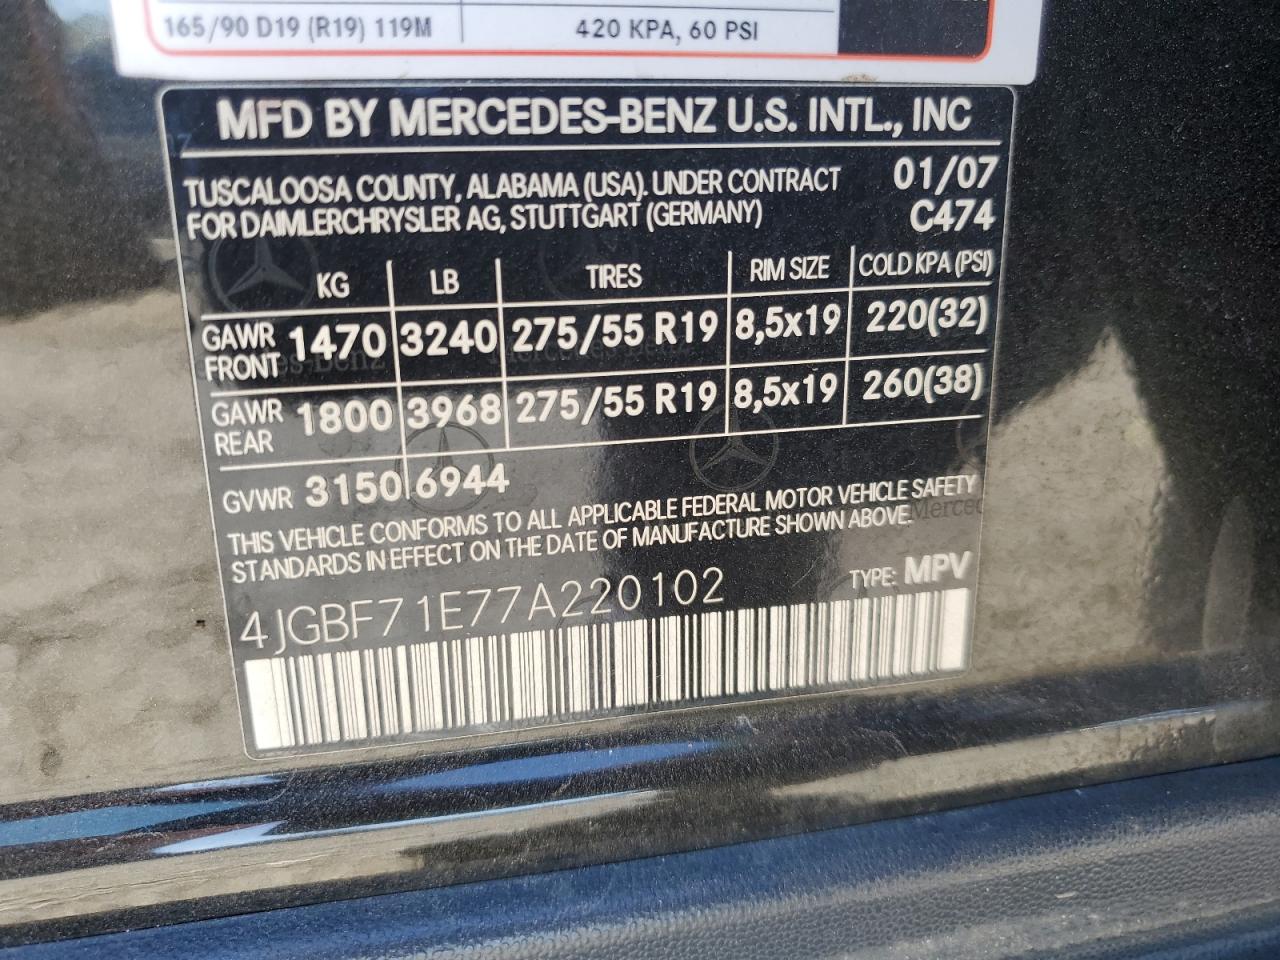 165/90 D19 (R19) 119M 420 KPA, 60 PSI
MFD BY MERCEDES-BENZ U.S. INTL., INC
TUSCALOOSA COUNTY, ALABAMA (USA). UNDER CONTRACT 01/07
FOR DAIMLERCHRYSLER AG, STUTTGART (GERMANY) C474
KG LB TIRES RIM SIZE COLD KPA (PSI)
GAWR FRONT 1470 3240 275/55 R19 8,5x19 220(32)
GAWR REAR 1800 3968 275/55 R19 8,5x19 260(38)
GVWR 3150 6944
THIS VEHICLE CONFORMS TO ALL APPLICABLE FEDERAL MOTOR VEHICLE SAFETY
STANDARDS IN EFFECT ON THE DATE OF MANUFACTURE SHOWN ABOVE.
4JGBF71E77A220102 TYPE: MPV